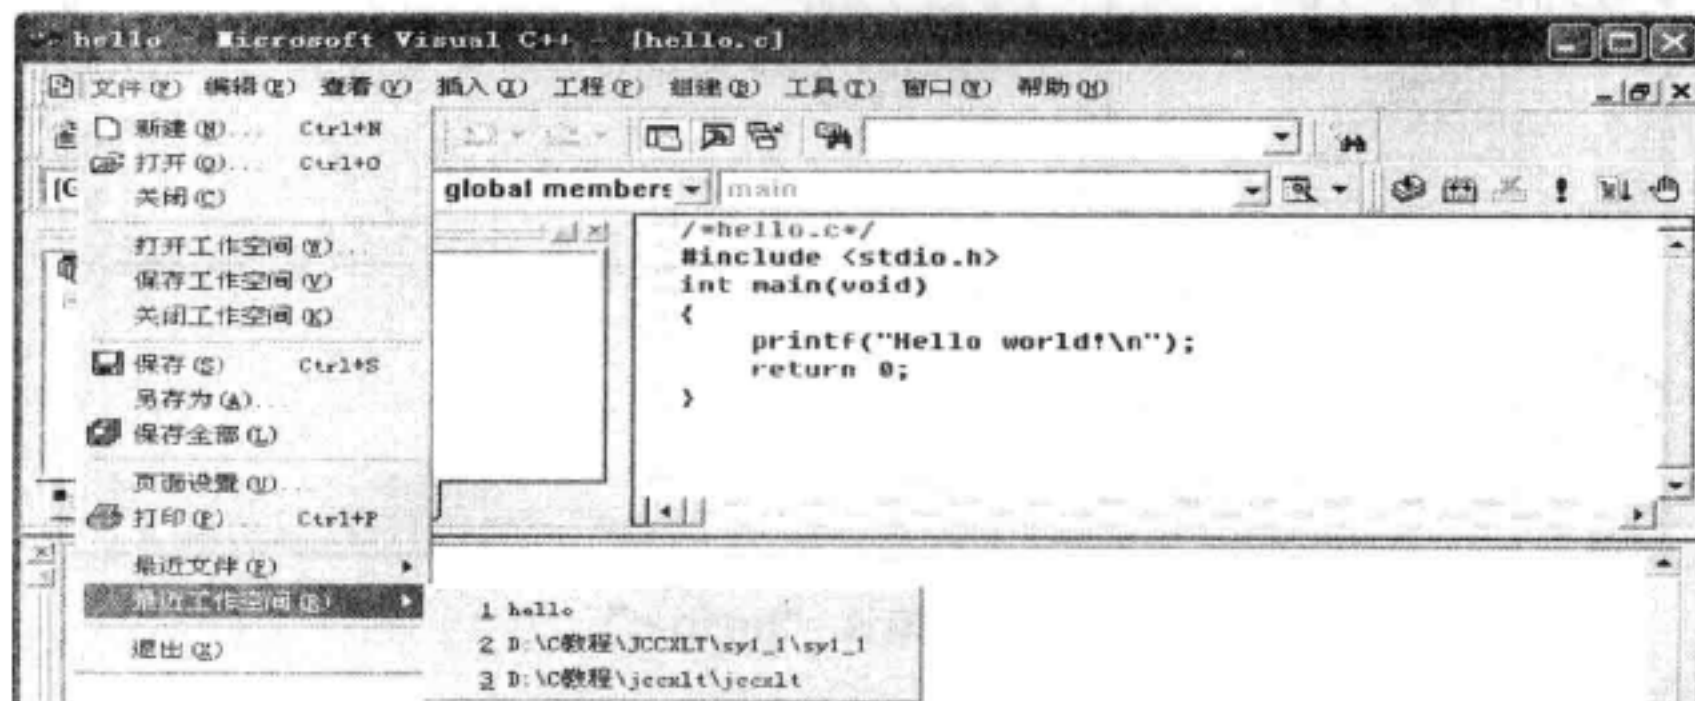 hello - Microsoft Visual C++ - [hello.c]
文件(F) 编辑(E) 查看(V) 插入(I) 工程(P) 组建(B) 工具(T) 窗口(W) 帮助(H)
新建(N)... Ctrl+N
打开(O)... Ctrl+O
关闭(C)
打开工作空间(W)...
保存工作空间(V)
关闭工作空间(K)
保存(S) Ctrl+S
另存为(A)...
保存全部(L)
页面设置(U)...
打印(P)... Ctrl+P
最近文件(F)
最近工作空间(R)
退出(X)
[G
global members
main
/*hello.c*/
#include <stdio.h>
int main(void)
{
printf("Hello world!\n");
return 0;
}
1 hello
2 D:\C教程\JCCXLT\sy1_1\sy1_1
3 D:\C教程\jccxlt\jccxlt